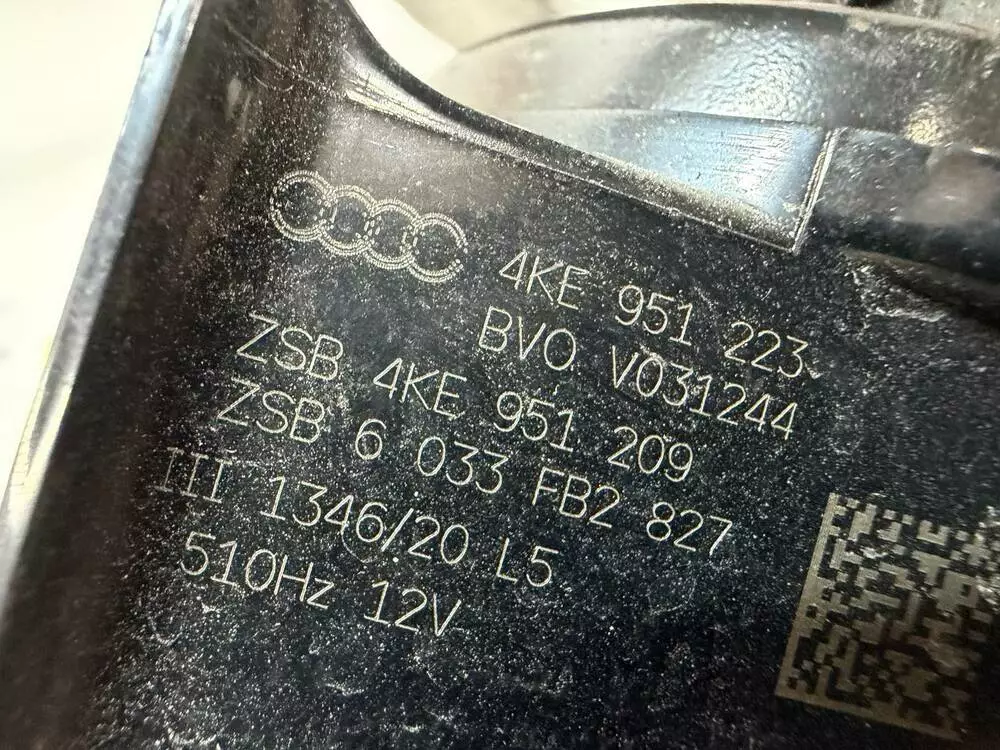 4KE 951 223
BVO V031244
ZSB 4KE 951 209
ZSB 6 033 FB2 827
III 1346/20 L5
510Hz 12V